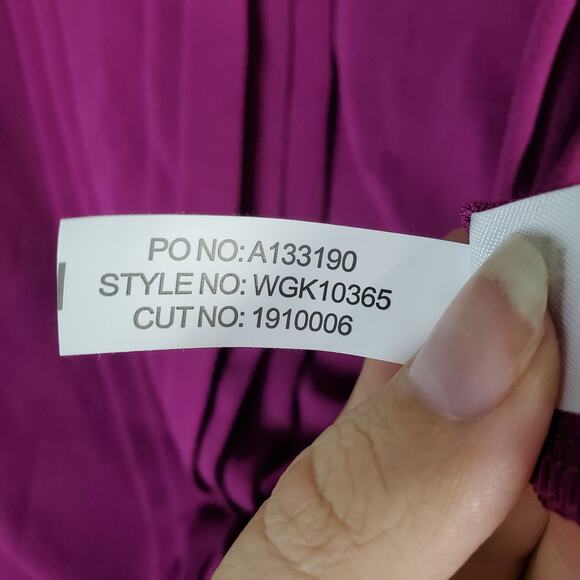 PO NO: A133190
STYLE NO: WGK10365
CUT NO: 1910006